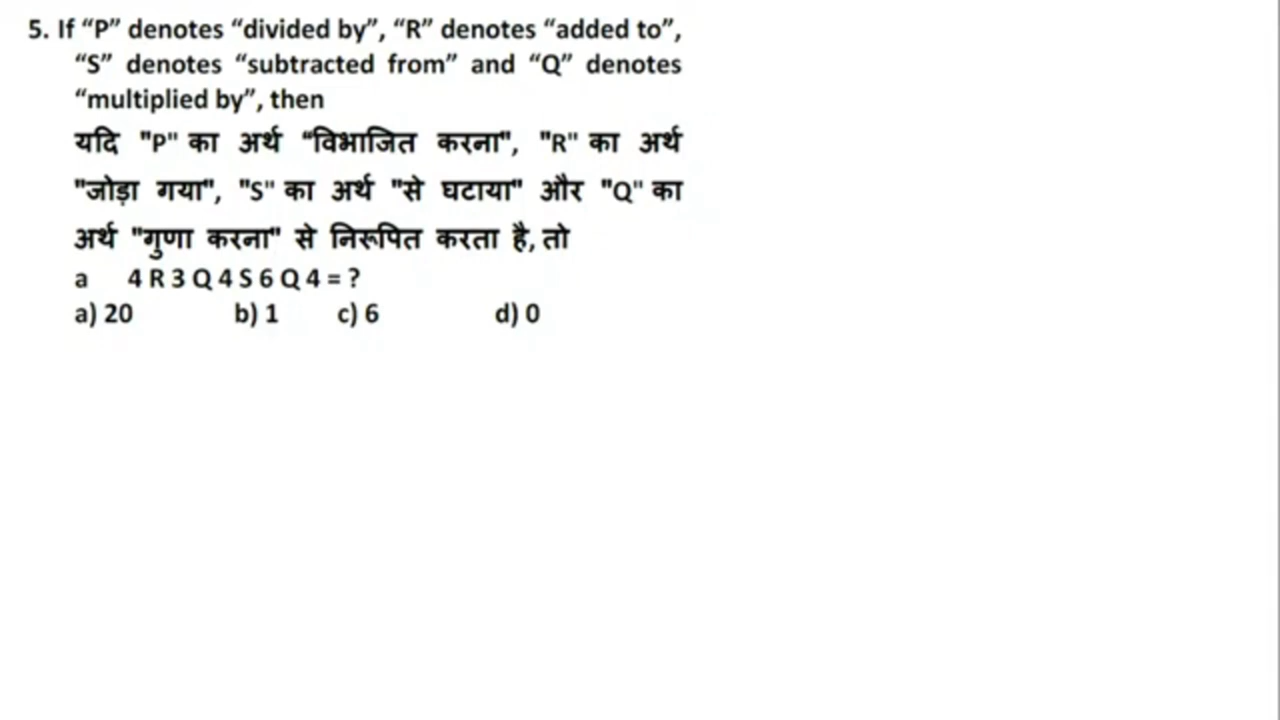 5. If “P” denotes “divided by”, “R” denotes “added to”,
“S” denotes “subtracted from” and “Q” denotes
“multiplied by”, then
यदि "P" का अर्थ “विभाजित करना", "R" का अर्थ
"जोड़ा गया", "S" का अर्थ "से घटाया" और "Q" का
अर्थ "गुणा करना" से निरूपित करता है, तो
a 4 R 3 Q 4 S 6 Q 4 = ?
a) 20 b) 1 c) 6 d) 0